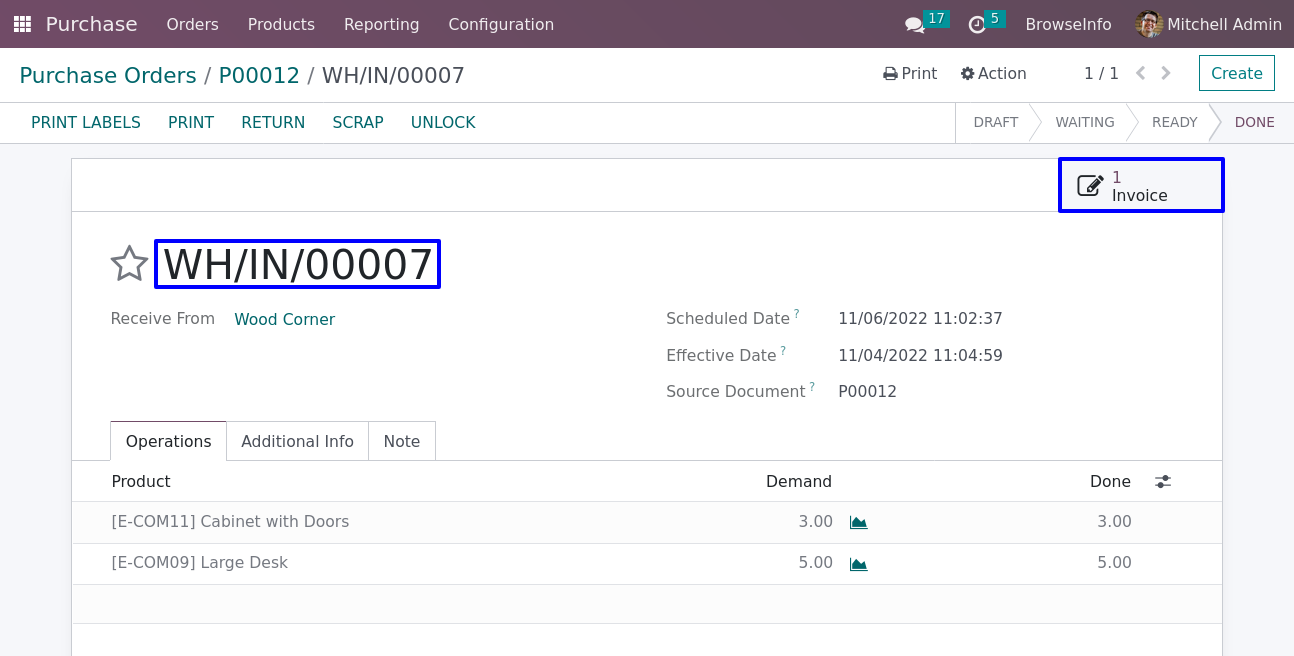 Purchase Orders Products Reporting Configuration 17 5 BrowseInfo Mitchell Admin
Purchase Orders / P00012 / WH/IN/00007 Print Action 1 / 1 Create
PRINT LABELS PRINT RETURN SCRAP UNLOCK DRAFT WAITING READY DONE
1
Invoice
WH/IN/00007
Receive From Wood Corner Scheduled Date ? 11/06/2022 11:02:37
Effective Date ? 11/04/2022 11:04:59
Source Document ? P00012
Operations Additional Info Note
Product Demand Done
[E-COM11] Cabinet with Doors 3.00 3.00
[E-COM09] Large Desk 5.00 5.00